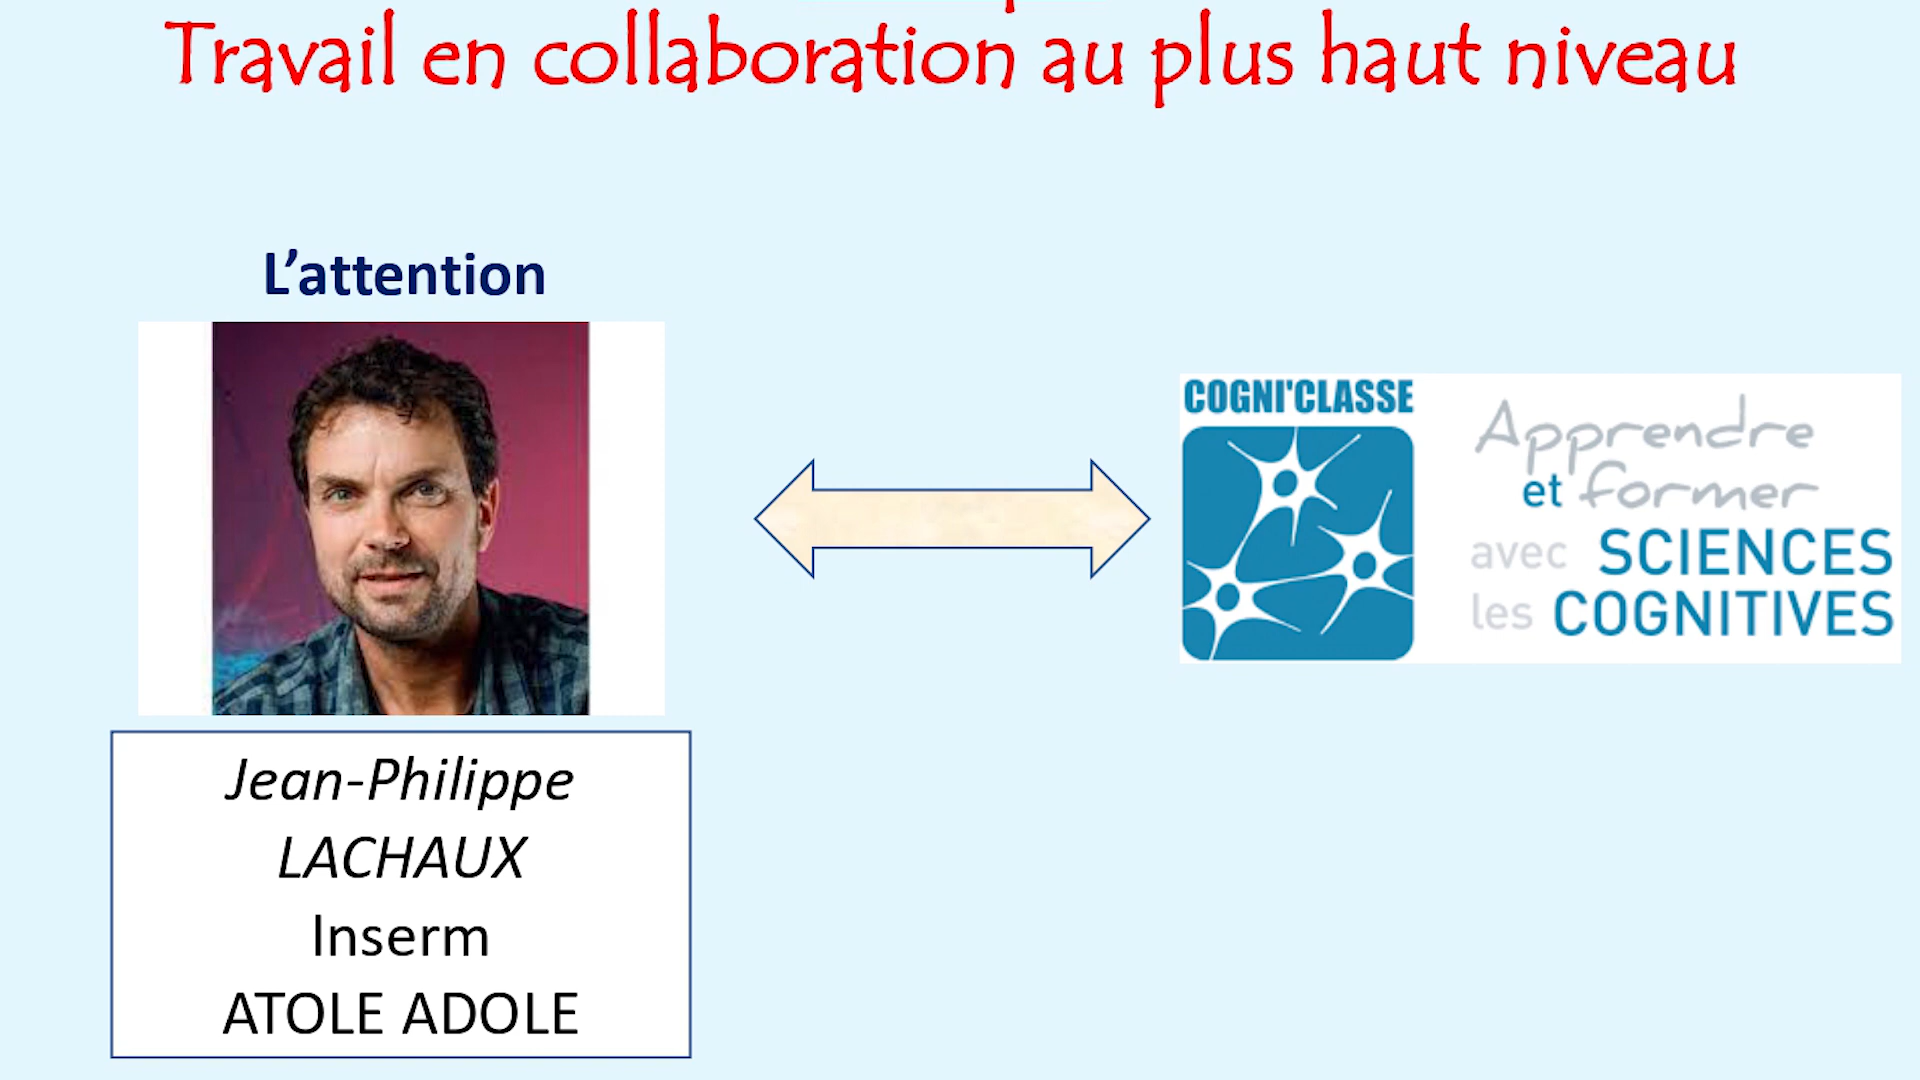 Travail en collaboration au plus haut niveau
L’attention
Jean-Philippe
LACHAUX
Inserm
ATOLE ADOLE
COGNI'CLASSE
Apprendre
et former
avec SCIENCES
les COGNITIVES